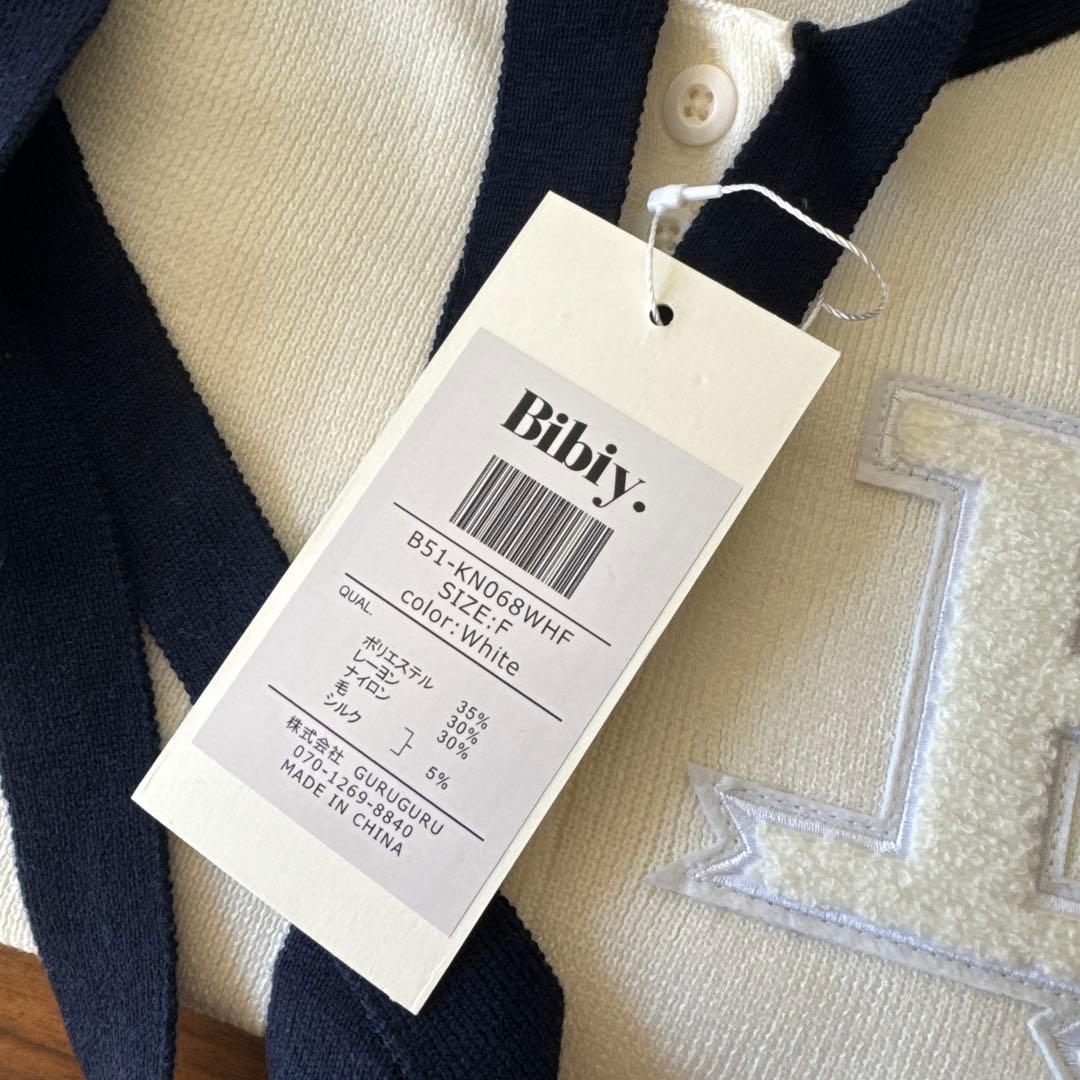 Bibiy.
B51-KN068WHF
SIZE:F
color:White
QUAL.
ポリエステル 35%
レーヨン 30%
ナイロン 30%
毛
シルク } 5%
株式会社 GURUGURU
070-1269-8840
MADE IN CHINA